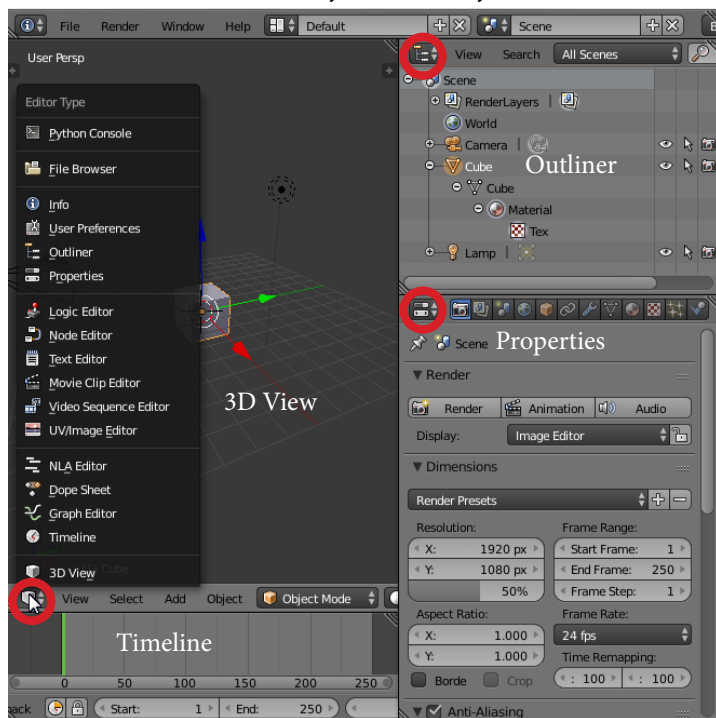 File Render Window Help Default Scene
User Persp
Editor Type
Python Console
File Browser
Info
User Preferences
Outliner
Properties
Logic Editor
Node Editor
Text Editor
Movie Clip Editor
Video Sequence Editor
UV/Image Editor
NLA Editor
Dope Sheet
Graph Editor
Timeline
3D View
Cube
3D View
View Select Add Object Object Mode
Timeline
0 50 100 150 200 250
back Start: 1 End: 250
View Search All Scenes
Scene
RenderLayers |
World
Camera |
Cube
Outliner
Cube
Material
Tex
Lamp |
Scene
Properties
Render
Render Animation Audio
Display: Image Editor
Dimensions
Render Presets
Resolution: Frame Range:
X: 1920 px Start Frame: 1
Y: 1080 px End Frame: 250
50% Frame Step: 1
Aspect Ratio: Frame Rate:
X: 1.000 24 fps
Y: 1.000 Time Remapping:
Borde Crop : 100 : 100
Anti-Aliasing